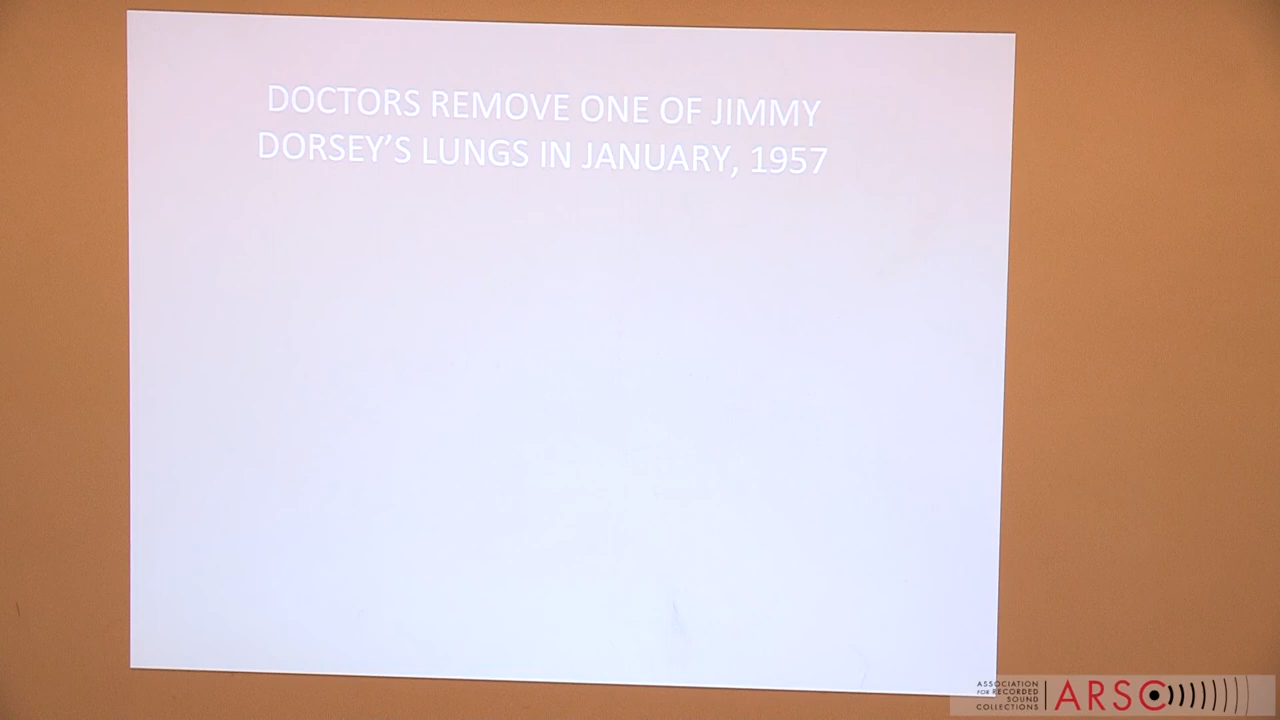 DOCTORS REMOVE ONE OF JIMMY
DORSEY'S LUNGS IN JANUARY, 1957
ASSOCIATION
FOR RECORDED
SOUND
COLLECTIONS
ARSC